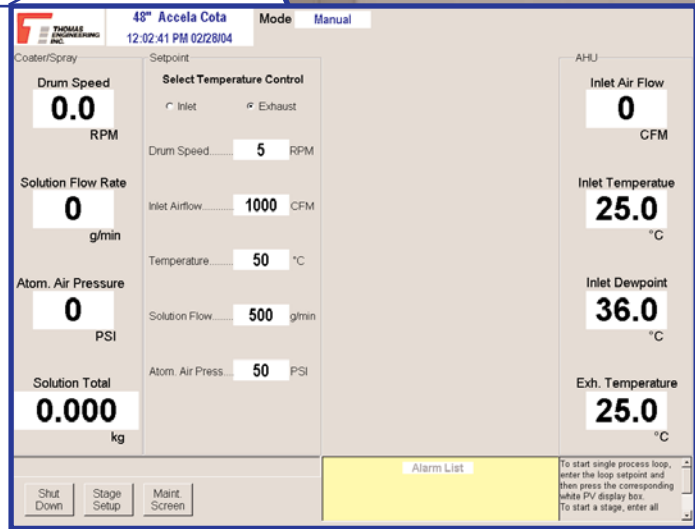 THOMAS
ENGINEERING
INC.
48" Accela Cota
12:02:41 PM 02/28/04
Mode Manual
Coater/Spray
Drum Speed
0.0
RPM
Solution Flow Rate
0
g/min
Atom. Air Pressure
0
PSI
Solution Total
0.000
kg
Setpoint
Select Temperature Control
Inlet Exhaust
Drum Speed......... 5 RPM
Inlet Airflow........... 1000 CFM
Temperature......... 50 °C
Solution Flow........ 500 g/min
Atom. Air Press.... 50 PSI
AHU
Inlet Air Flow
0
CFM
Inlet Temperatue
25.0
°C
Inlet Dewpoint
36.0
°C
Exh. Temperature
25.0
°C
Shut
Down
Stage
Setup
Maint.
Screen
Alarm List
To start single process loop,
enter the loop setpoint and
then press the corresponding
white PV display box.
To start a stage, enter all